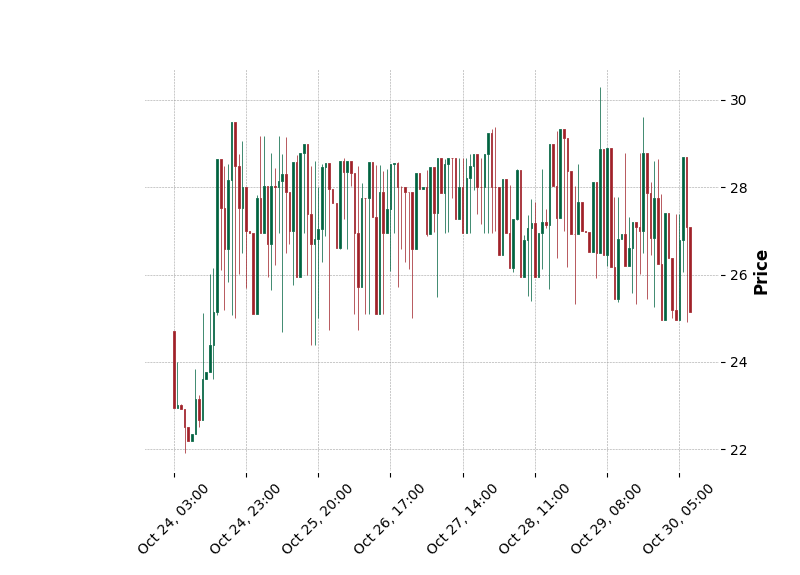 30
28
26
24
22
Price
Oct 24, 03:00
Oct 24, 23:00
Oct 25, 20:00
Oct 26, 17:00
Oct 27, 14:00
Oct 28, 11:00
Oct 29, 08:00
Oct 30, 05:00